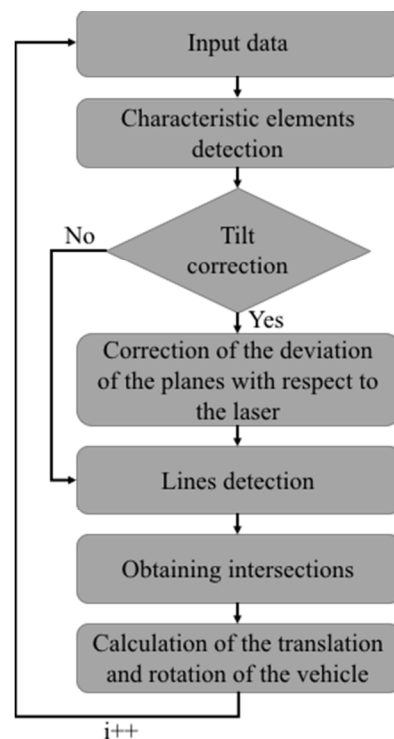 Input data
Characteristic elements
detection
No
Tilt
correction
Yes
Correction of the deviation
of the planes with respect to
the laser
Lines detection
Obtaining intersections
Calculation of the translation
and rotation of the vehicle
i++